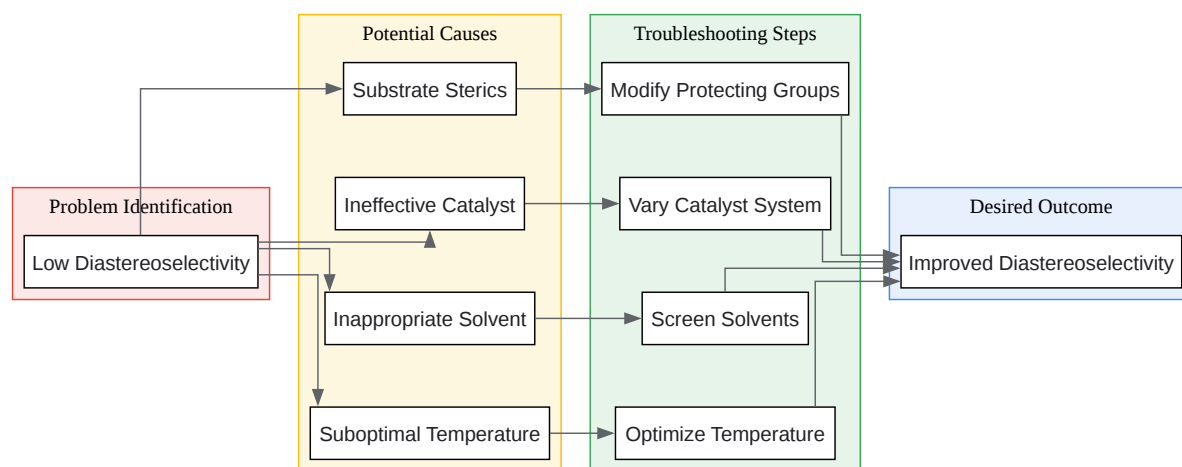 Problem Identification
Low Diastereoselectivity
Potential Causes
Substrate Sterics
Ineffective Catalyst
Inappropriate Solvent
Suboptimal Temperature
Troubleshooting Steps
Modify Protecting Groups
Vary Catalyst System
Screen Solvents
Optimize Temperature
Desired Outcome
Improved Diastereoselectivity